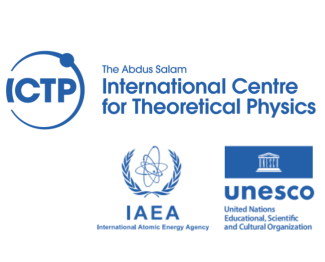 ICTP
The Abdus Salam
International Centre
for Theoretical Physics
IAEA
International Atomic Energy Agency
unesco
United Nations
Educational, Scientific
and Cultural Organization